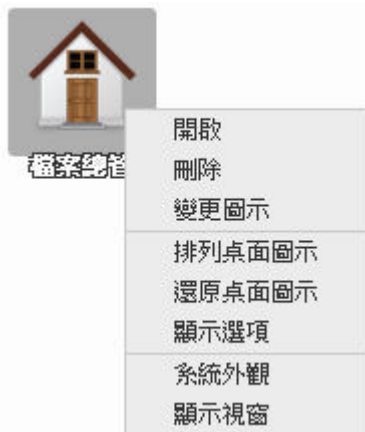 檔案總管
開啟
刪除
變更圖示
排列桌面圖示
還原桌面圖示
顯示選項
系統外觀
顯示視窗